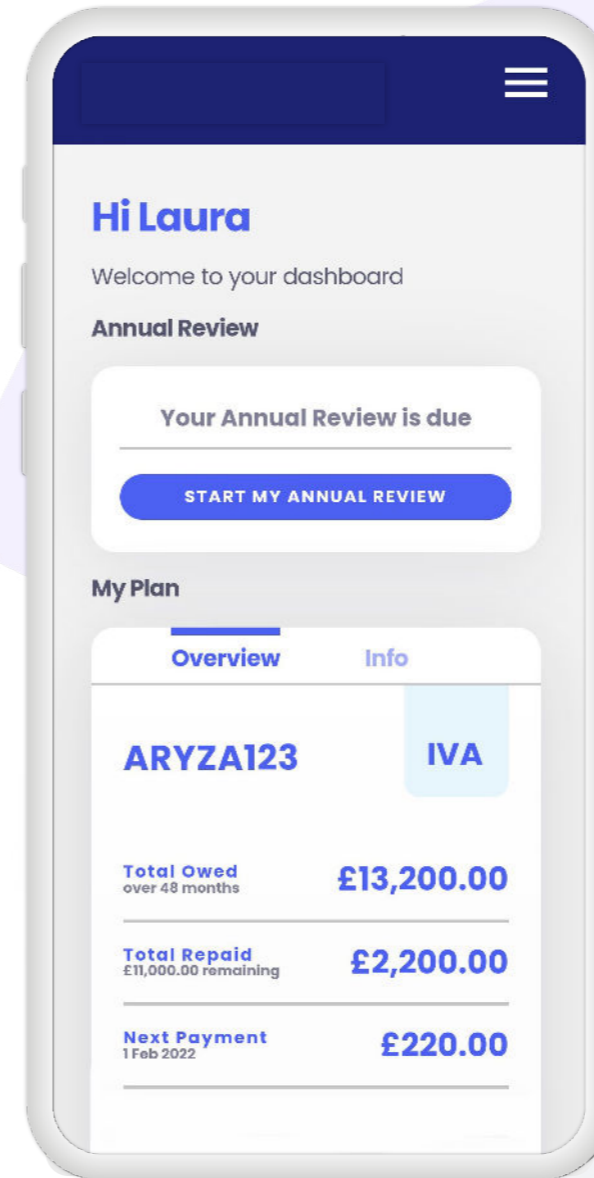 Hi Laura
Welcome to your dashboard
Annual Review
Your Annual Review is due
START MY ANNUAL REVIEW
My Plan
Overview Info
ARYZA123 IVA
Total Owed £13,200.00
over 48 months
Total Repaid £2,200.00
£11,000.00 remaining
Next Payment £220.00
1 Feb 2022